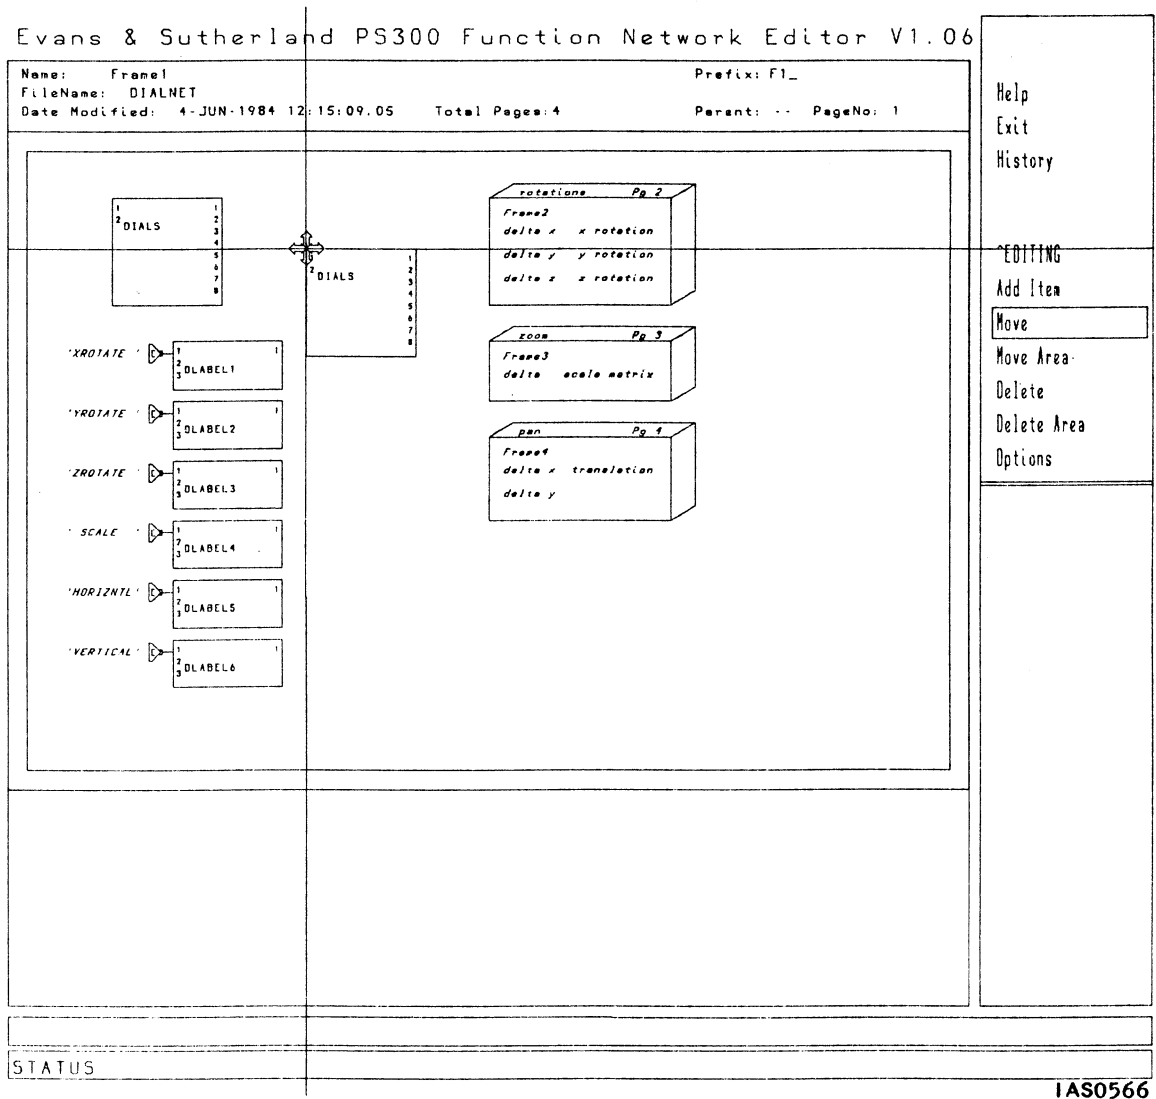 Evans & Sutherland PS300 Function Network Editor V1.06
Name: Frame1 Prefix: F1_
FileName: DIALNET
Date Modified: 4-JUN-1984 12:15:09.05 Total Pages:4 Parent: -- PageNo: 1
1 1
2 DIALS 2
3
4
5
6
7
8
2 DIALS 1
2
3
4
5
6
7
8
'XROTATE ' C 1 1
2
3 DLABEL1
'YROTATE ' C 1 1
2
3 DLABEL2
'ZROTATE ' C 1 1
2
3 DLABEL3
' SCALE ' C 1 1
2
3 DLABEL4
'HORIZNTL' C 1 1
2
3 DLABEL5
'VERTICAL' C 1 1
2
3 DLABEL6
rotations Pg 2
Frame2
delta x x rotation
delta y y rotation
delta z z rotation
zoom Pg 3
Frame3
delta scale matrix
pan Pg 4
Frame4
delta x translation
delta y
Help
Exit
History
^EDITING
Add Item
Move
Move Area
Delete
Delete Area
Options
STATUS
IAS0566